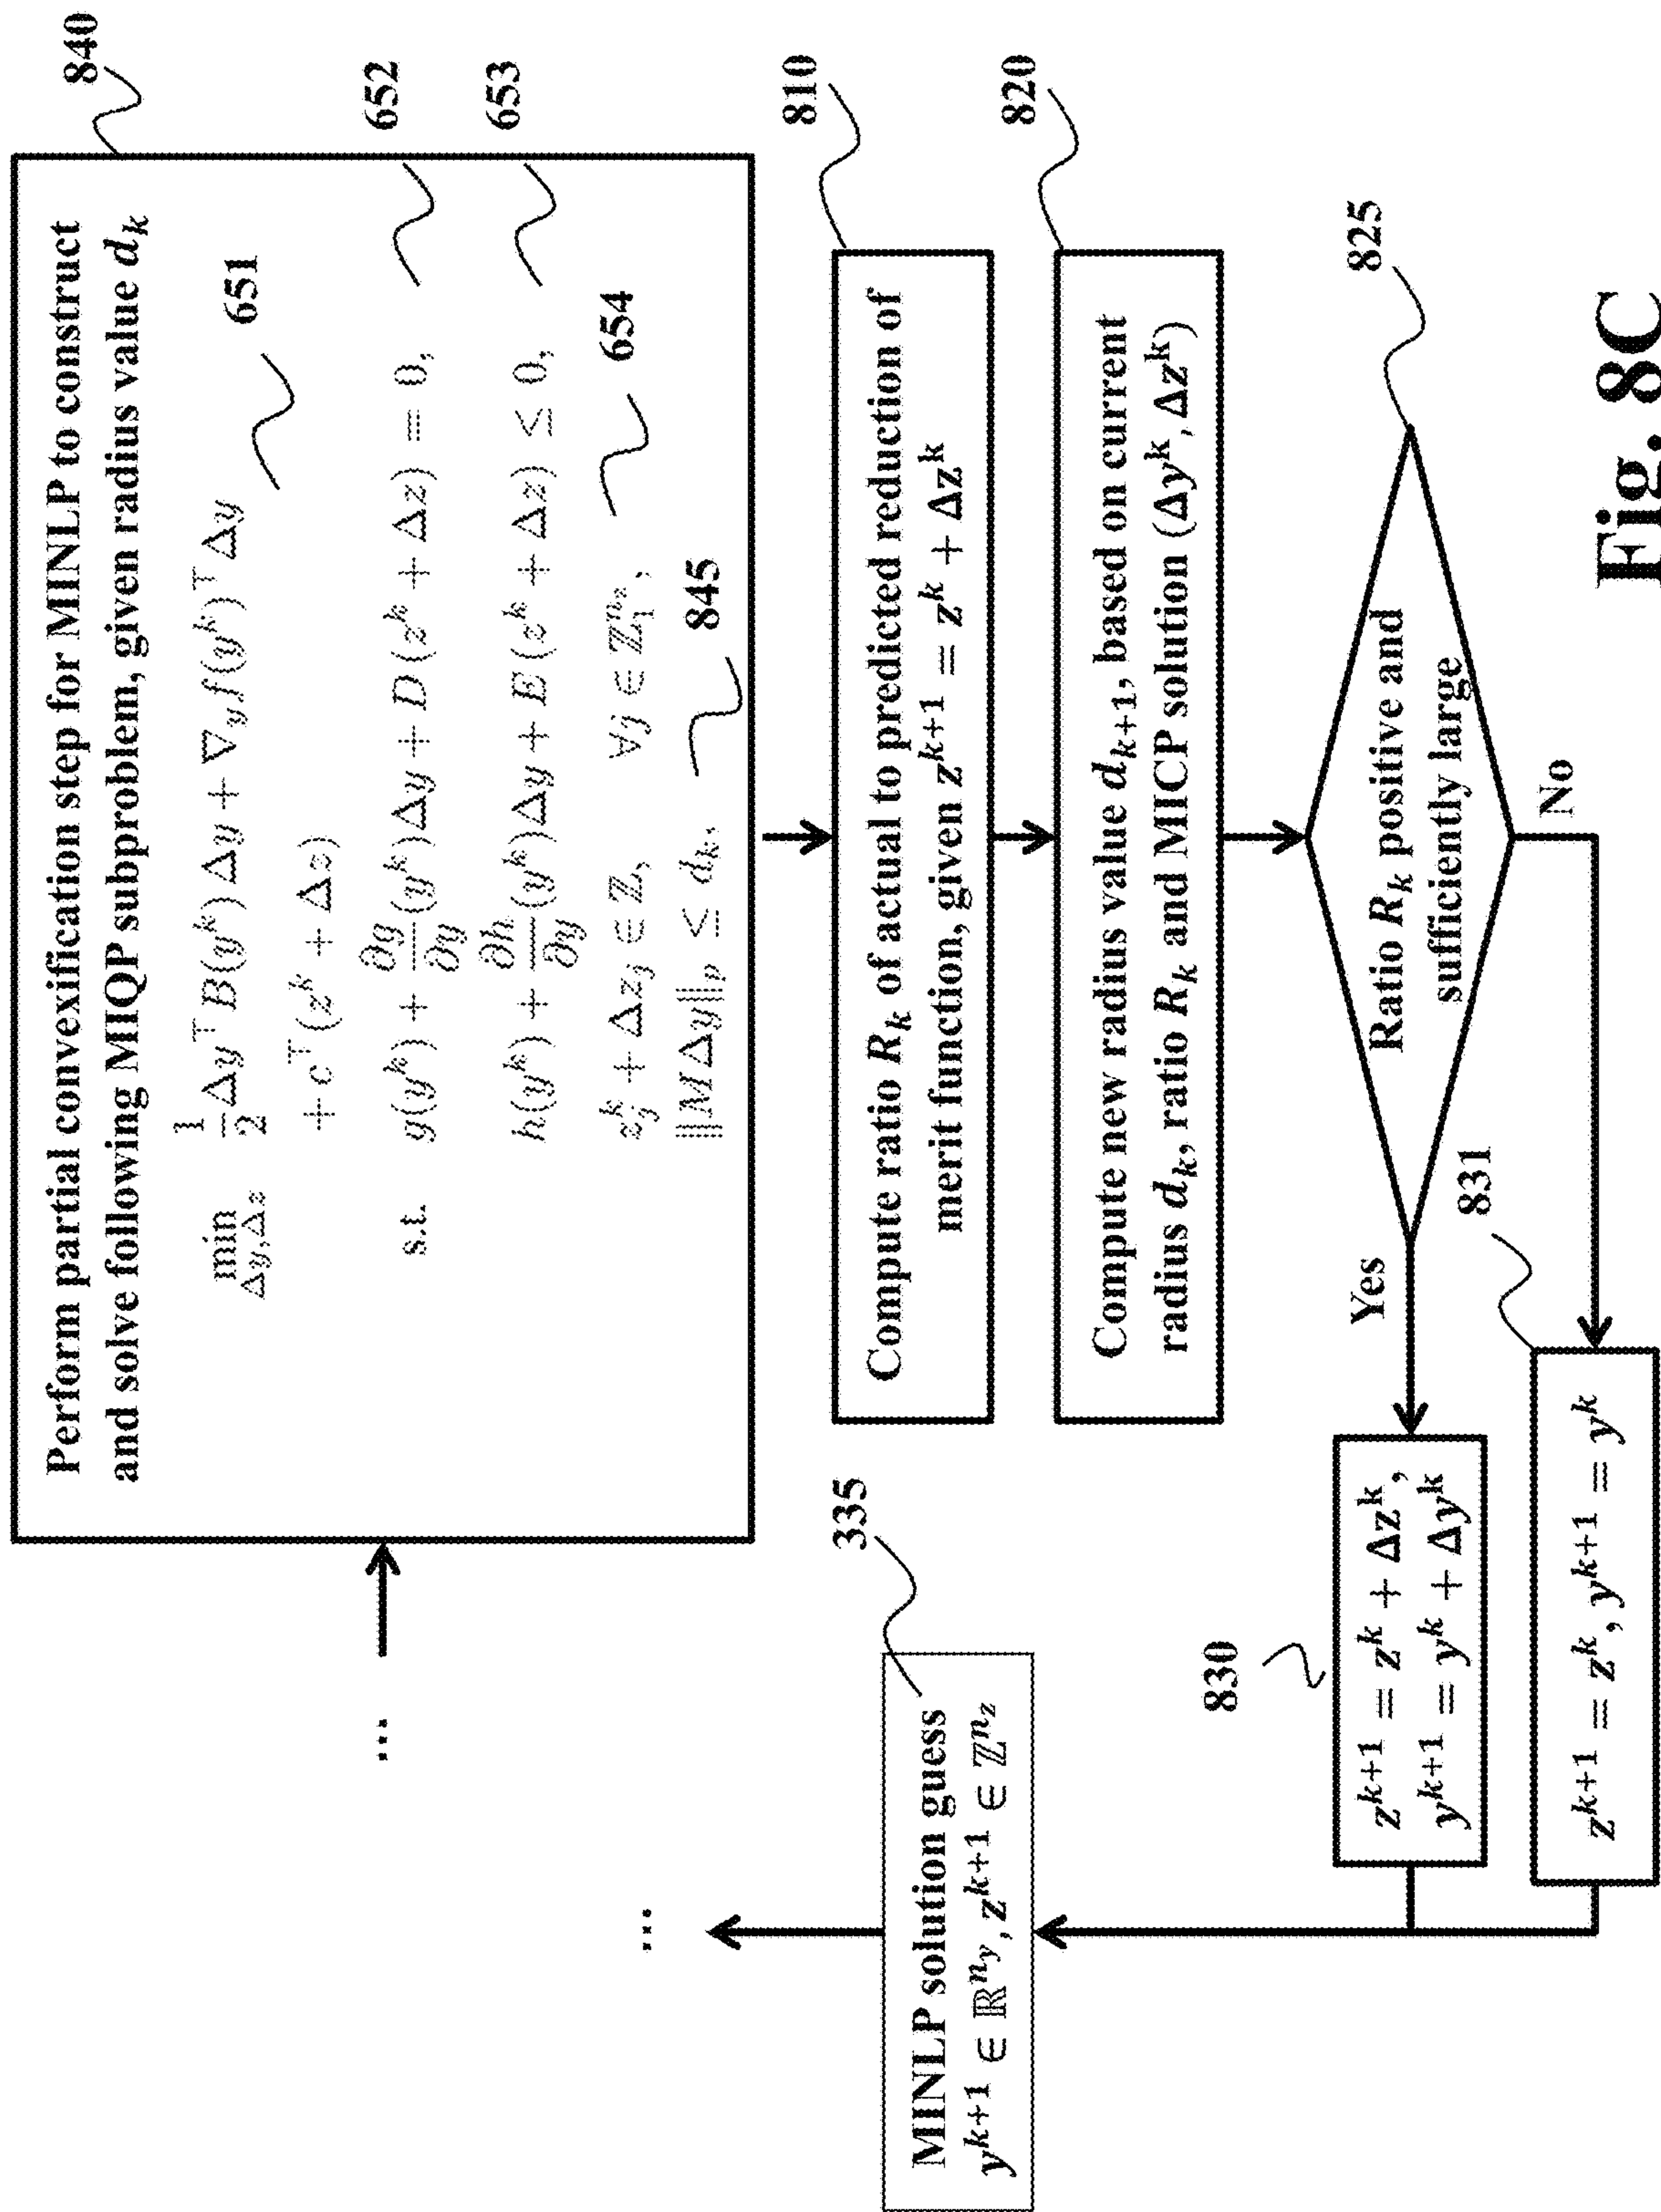 Perform partial convexification step for MINLP to construct
and solve following MIQP subproblem, given radius value d_k
840
min_{Δy,Δz} \frac{1}{2} Δy^⊤ B(y^k) Δy + ∇_y f(y^k)^⊤ Δy
651
+ c^⊤ (z^k + Δz)
s.t. g(y^k) + \frac{∂g}{∂y}(y^k)Δy + D(z^k + Δz) = 0,
652
h(y^k) + \frac{∂h}{∂y}(y^k)Δy + E(z^k + Δz) ≤ 0,
653
z_j^k + Δz_j ∈ ℤ, ∀j ∈ ℤ_1^{n_z},
654
‖MΔy‖_p ≤ d_k,
845
...
Compute ratio R_k of actual to predicted reduction of
merit function, given z^{k+1} = z^k + Δz^k
810
Compute new radius value d_{k+1}, based on current
radius d_k, ratio R_k and MICP solution (Δy^k, Δz^k)
820
Ratio R_k positive and
sufficiently large
825
Yes
No
z^{k+1} = z^k + Δz^k,
y^{k+1} = y^k + Δy^k
830
z^{k+1} = z^k, y^{k+1} = y^k
831
MINLP solution guess
y^{k+1} ∈ ℝ^{n_y}, z^{k+1} ∈ ℤ^{n_z}
335
...
Fig. 8C